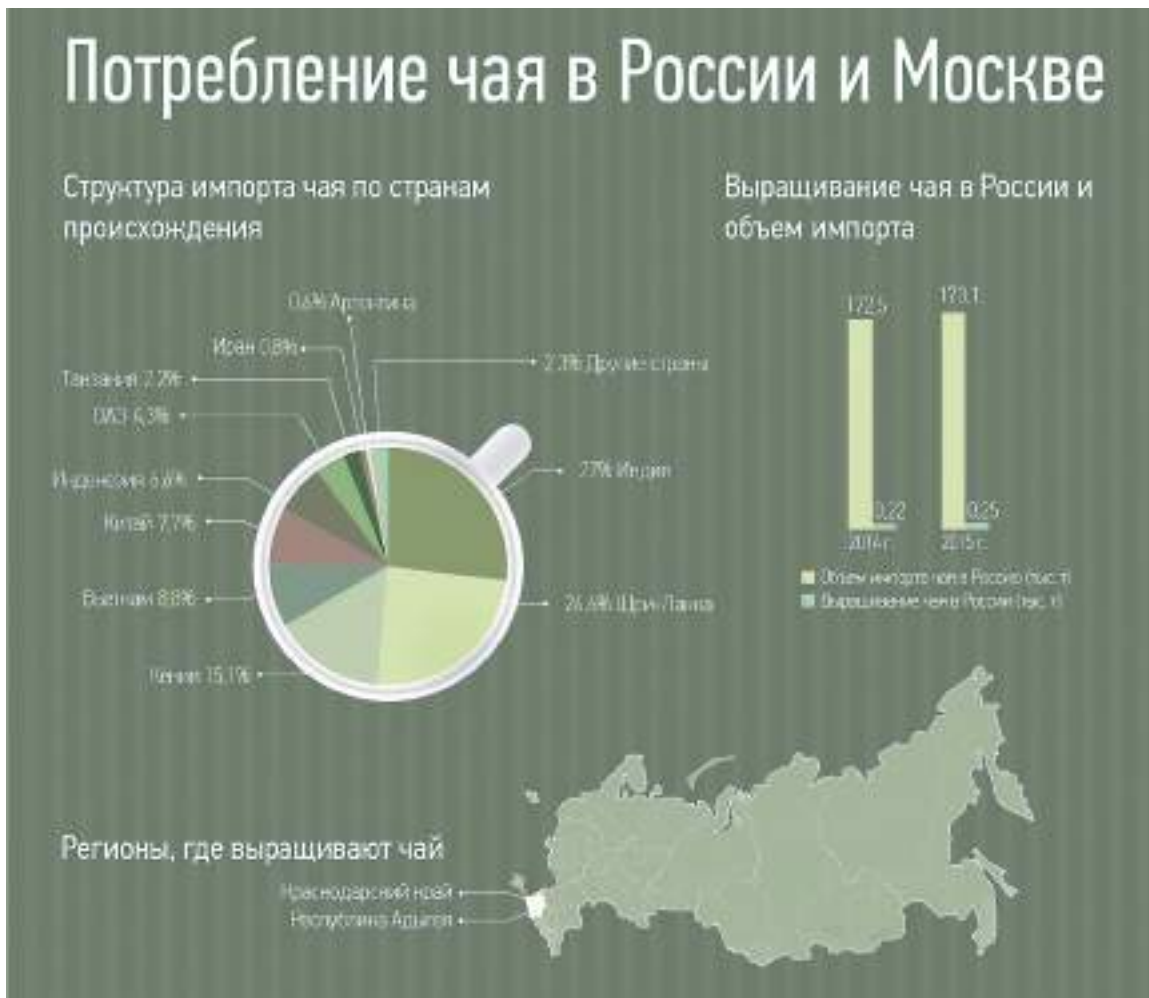 Потребление чая в России и Москве
Структура импорта чая по странам
происхождения
0,6% Аргентина
Иран 0,8%
Танзания 2,2%
ОАЭ 4,3%
Индонезия 6,6%
Китай 7,7%
Вьетнам 8,8%
Кения 15,1%
2,3% Другие страны
27% Индия
Шри-Ланка
Выращивание чая в России и
объем импорта
172,5
0,22
2014 г.
173,1
0,25
2015 г.
Объем импорта чая в Россию (тыс. т)
Выращивание чая в России (тыс. т)
Регионы, где выращивают чай
Краснодарский край
Республика Адыгея